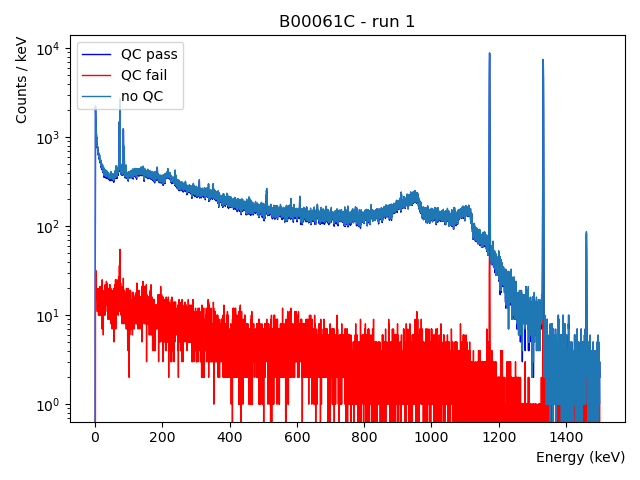 B00061C - run 1
Counts / keV
QC pass
QC fail
no QC
10^4
10^3
10^2
10^1
10^0
0 200 400 600 800 1000 1200 1400
Energy (keV)